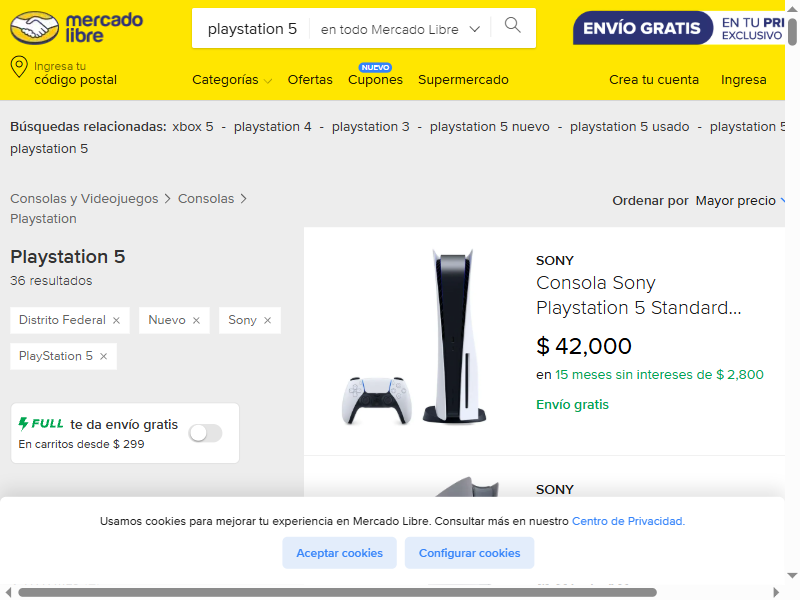 mercado
libre
playstation 5
en todo Mercado Libre
ENVÍO GRATIS
EN TU PRI
EXCLUSIVO
Ingresa tu
código postal
Categorías
Ofertas
NUEVO
Cupones
Supermercado
Crea tu cuenta
Ingresa
Búsquedas relacionadas: xbox 5 - playstation 4 - playstation 3 - playstation 5 nuevo - playstation 5 usado - playstation 5
playstation 5
Consolas y Videojuegos > Consolas >
Playstation
Ordenar por Mayor precio
Playstation 5
36 resultados
Distrito Federal ×
Nuevo ×
Sony ×
PlayStation 5 ×
FULL te da envío gratis
En carritos desde $ 299
SONY
Consola Sony
Playstation 5 Standard...
$ 42,000
en 15 meses sin intereses de $ 2,800
Envío gratis
SONY
Usamos cookies para mejorar tu experiencia en Mercado Libre. Consultar más en nuestro Centro de Privacidad.
Aceptar cookies
Configurar cookies